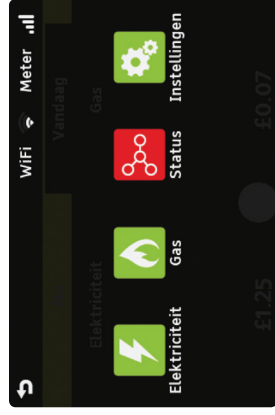 WiFi Meter
Vandaag
Elektriciteit Gas
Elektriciteit Gas Status Instellingen
£1.25 £0.07